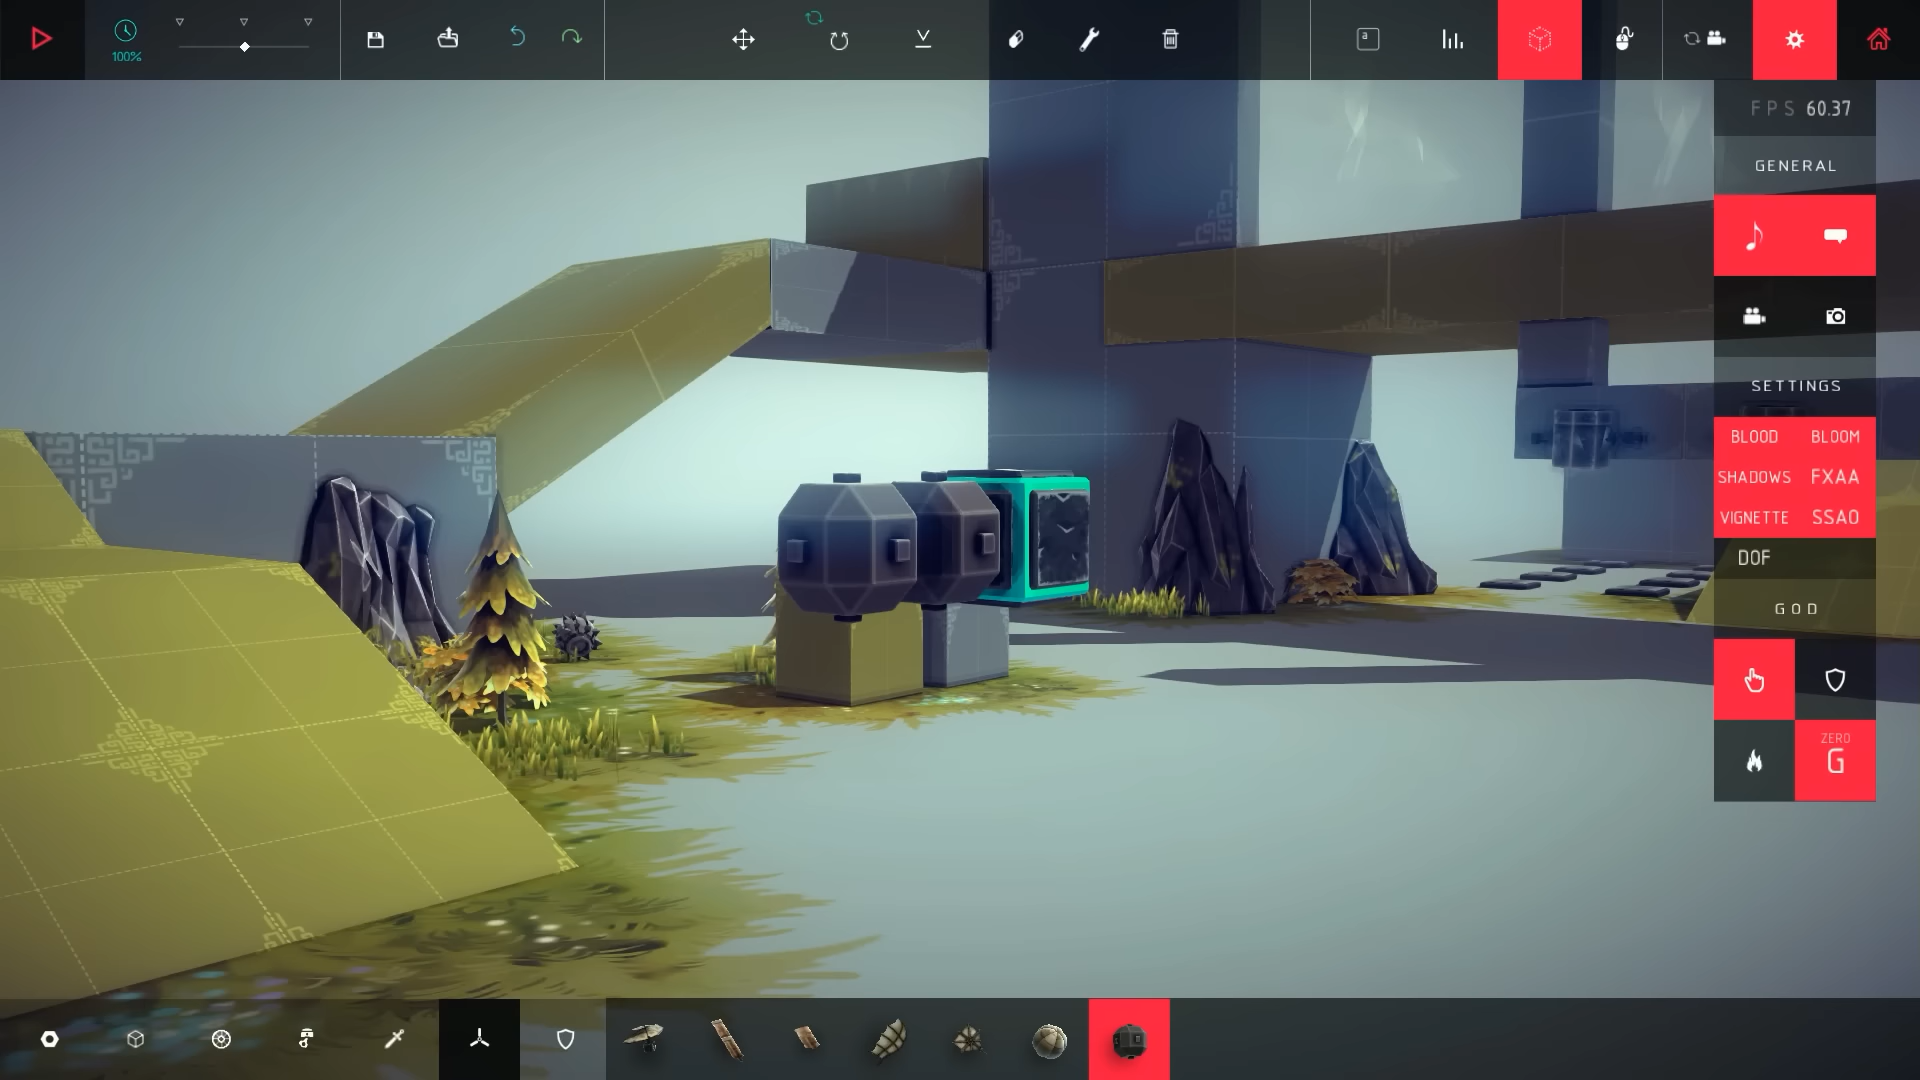 100%
a
FPS 60.37
GENERAL
SETTINGS
BLOOD BLOOM
SHADOWS FXAA
VIGNETTE SSAO
DOF
GOD
ZERO
G